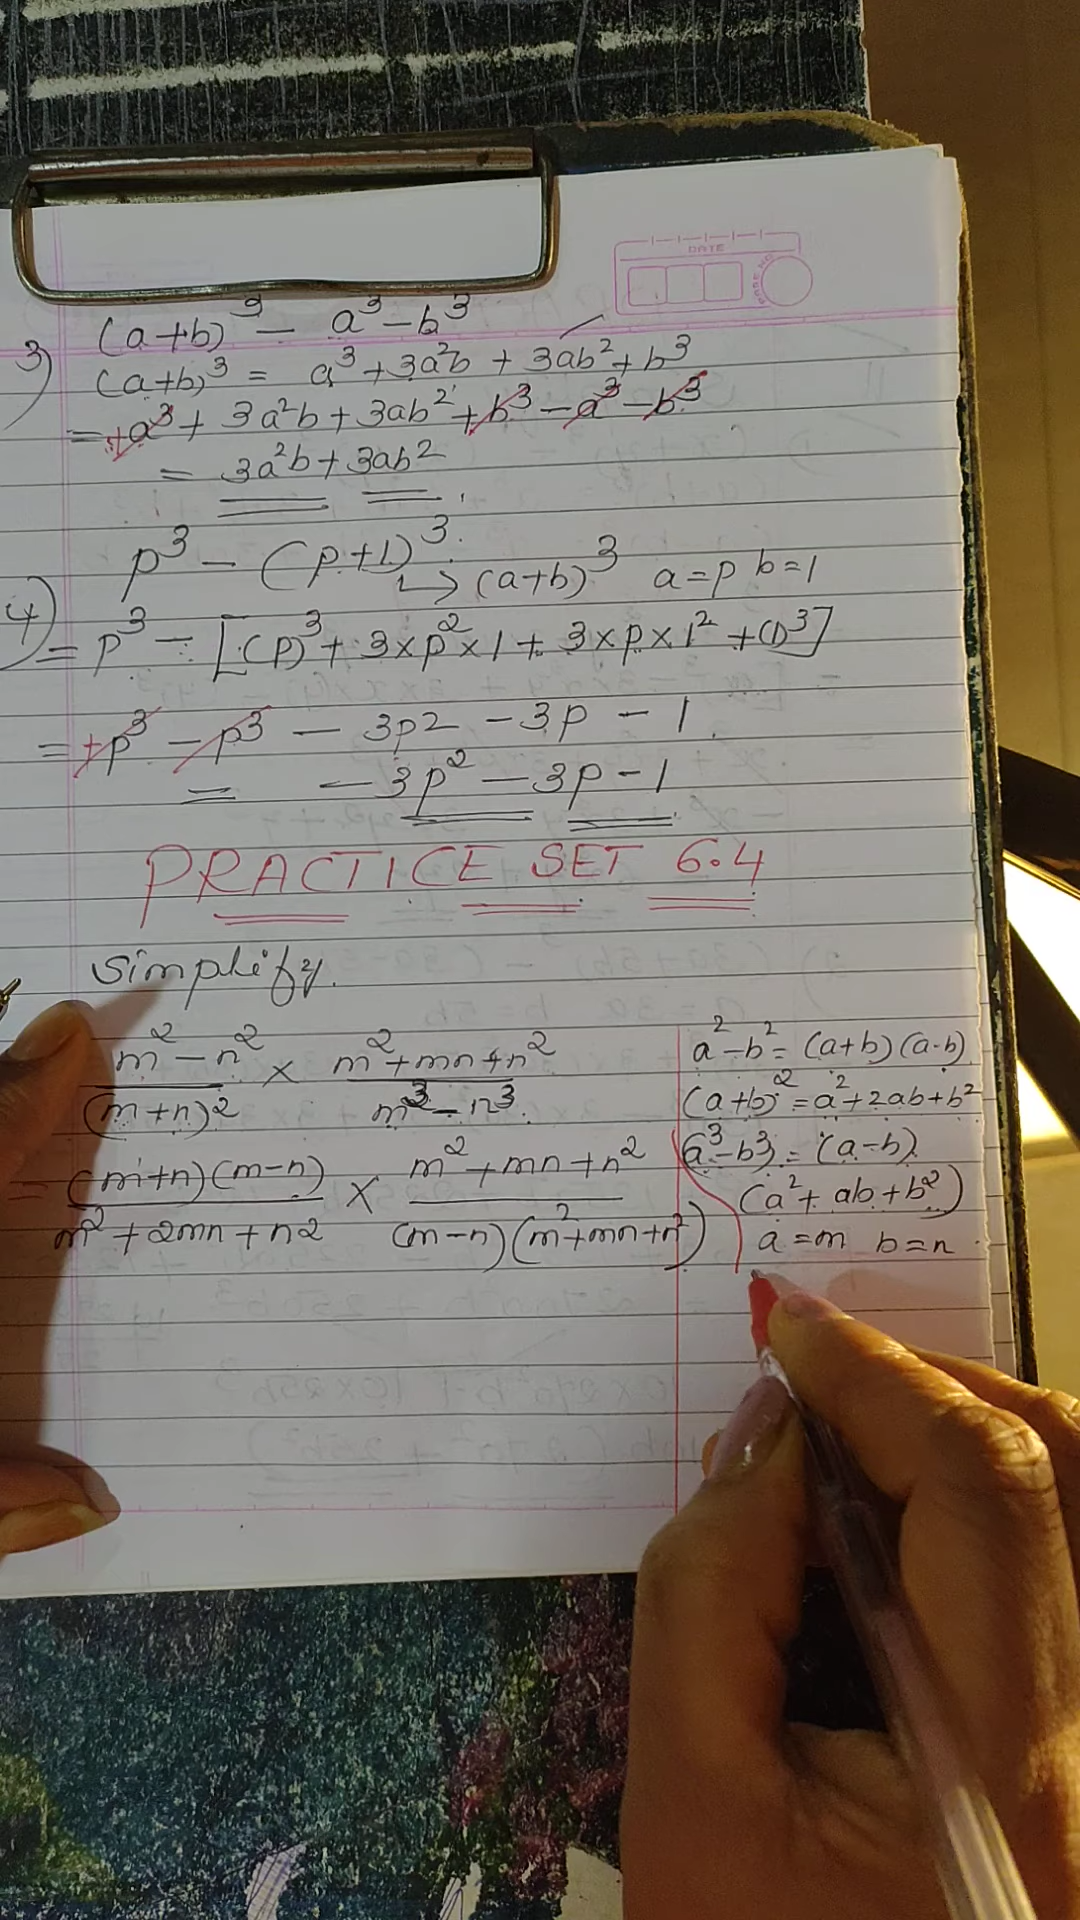 DATE
PAGE NO
(a+b)³ - a³ - b³
3) (a+b)³ = a³ + 3a²b + 3ab² + b³
= +a³ + 3a²b + 3ab² + b³ - a³ - b³
= 3a²b + 3ab².
p³ - (p+1)³.
↳ (a+b)³ a = p b = 1
4) = p³ - [(p)³ + 3×p²×1 + 3×p×1² + (1)³]
= +p³ - p³ - 3p2 - 3p - 1.
= -3p² - 3p - 1
PRACTICE SET 6.4
Simplify.
m² - n² / (m+n)2 × m² + mn + n² / m³ - n³.
a² - b² = (a+b)(a-b)
(a+b)² = a² + 2ab + b²
= (m+n)(m-n) / m² + 2mn + n2 × m² + mn + n² / (m-n)(m² + mn + n²)
a³ - b³ = (a-b)
(a² + ab + b²)
a = m b = n